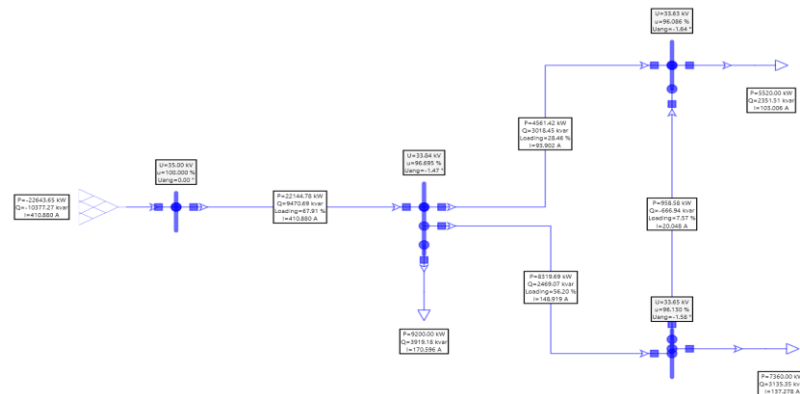 U=33.63 kV
u=96.086 %
Uang=-1.64 °
P=5520.00 kW
Q=2351.51 kvar
I=103.006 A
P=4561.42 kW
Q=3018.45 kvar
Loading=28.46 %
I=93.902 A
U=33.84 kV
u=96.695 %
Uang=-1.47 °
U=35.00 kV
u=100.000 %
Uang=0.00 °
P=-22643.65 kW
Q=-10377.27 kvar
I=410.880 A
P=22144.78 kW
Q=9470.69 kvar
Loading=67.91 %
I=410.880 A
P=958.58 kW
Q=-666.94 kvar
Loading=7.57 %
I=20.046 A
P=8319.69 kW
Q=2469.07 kvar
Loading=56.20 %
I=148.919 A
U=33.65 kV
u=96.130 %
Uang=-1.58 °
P=9200.00 kW
Q=3919.18 kvar
I=170.596 A
P=7360.00 kW
Q=3135.35 kv
I=137.278 A